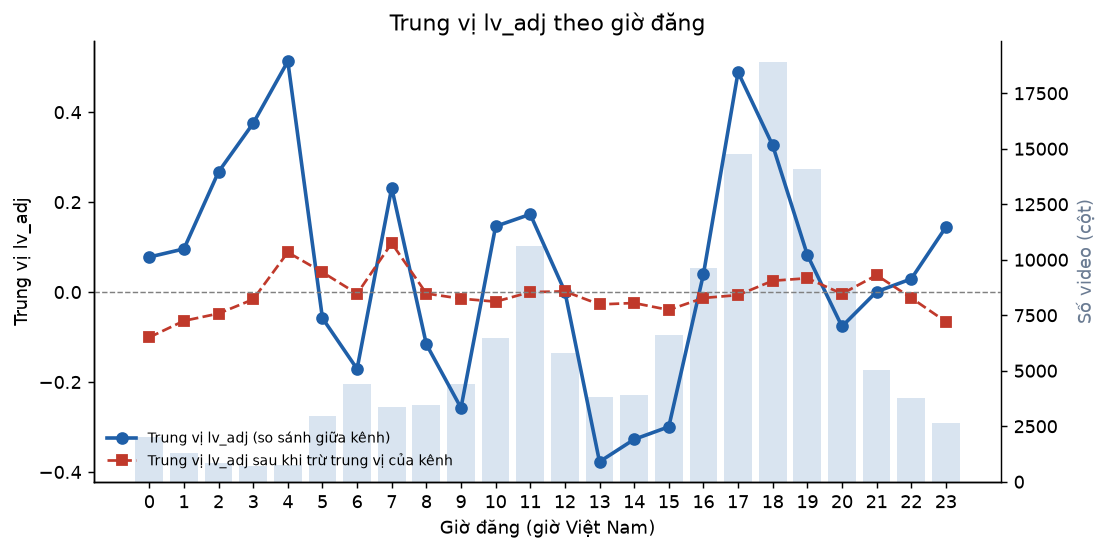 Trung vị lv_adj theo giờ đăng
Trung vị lv_adj
0.4
0.2
0.0
−0.2
−0.4
17500
15000
12500
10000
7500
5000
2500
0
Số video (cột)
Trung vị lv_adj (so sánh giữa kênh)
Trung vị lv_adj sau khi trừ trung vị của kênh
0 1 2 3 4 5 6 7 8 9 10 11 12 13 14 15 16 17 18 19 20 21 22 23
Giờ đăng (giờ Việt Nam)